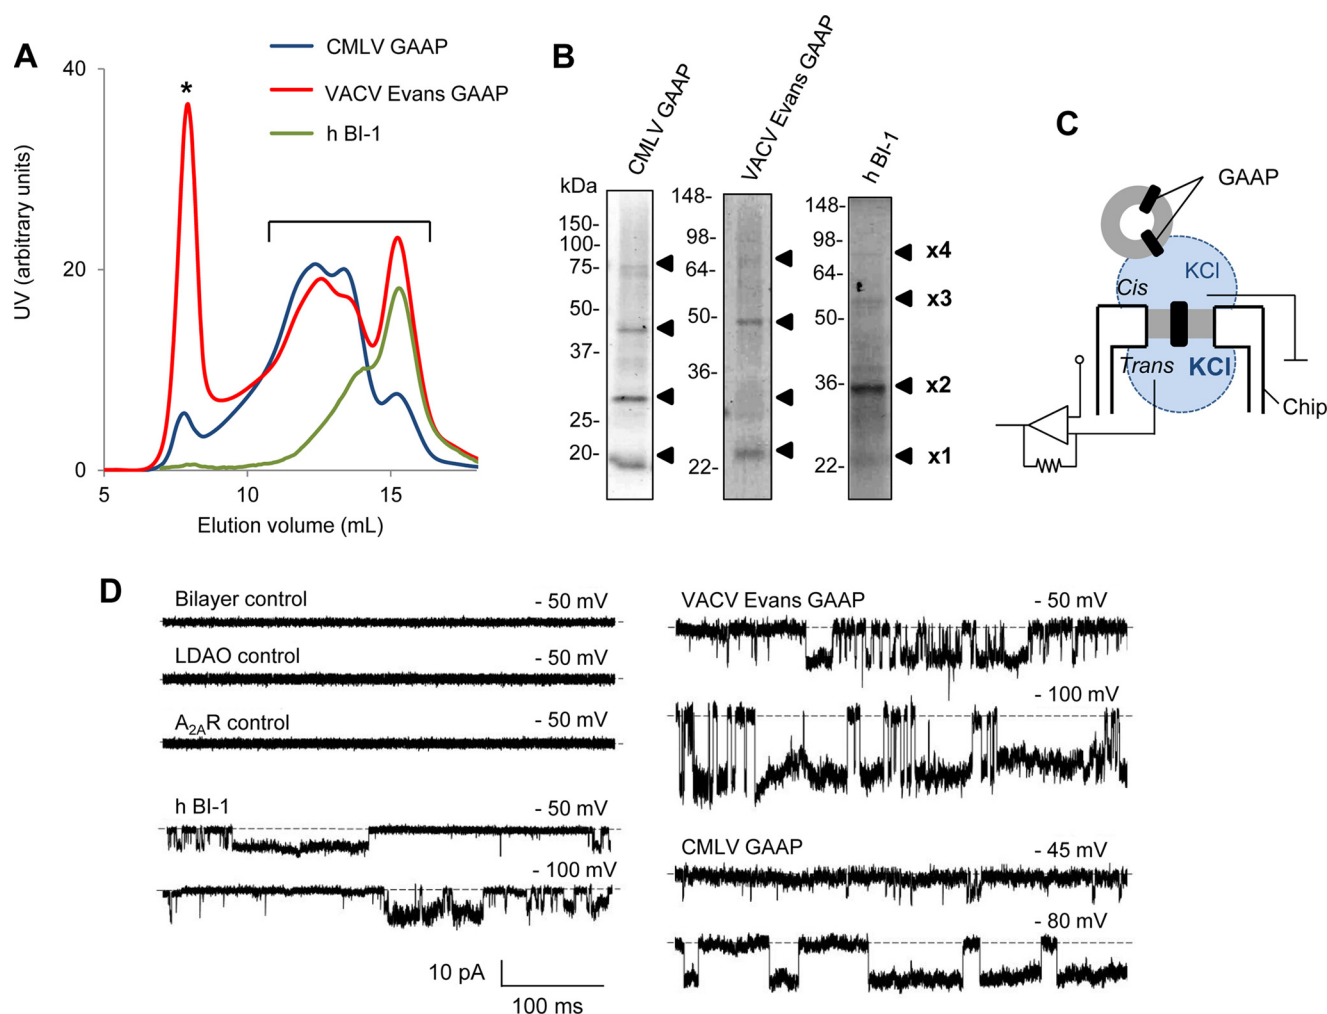 A
CMLV GAAP
VACV Evans GAAP
h BI-1
*
40
20
0
5
10
15
UV (arbitrary units)
Elution volume (mL)
B
CMLV GAAP
VACV Evans GAAP
h BI-1
kDa
150-
100-
75-
50-
37-
25-
20-
148-
98-
64-
50-
36-
22-
148-
98-
64-
50-
36-
22-
x4
x3
x2
x1
C
GAAP
KCl
Cis
Trans
KCl
Chip
D
Bilayer control
- 50 mV
LDAO control
- 50 mV
A2AR control
- 50 mV
h BI-1
- 50 mV
- 100 mV
10 pA
100 ms
VACV Evans GAAP
- 50 mV
- 100 mV
CMLV GAAP
- 45 mV
- 80 mV